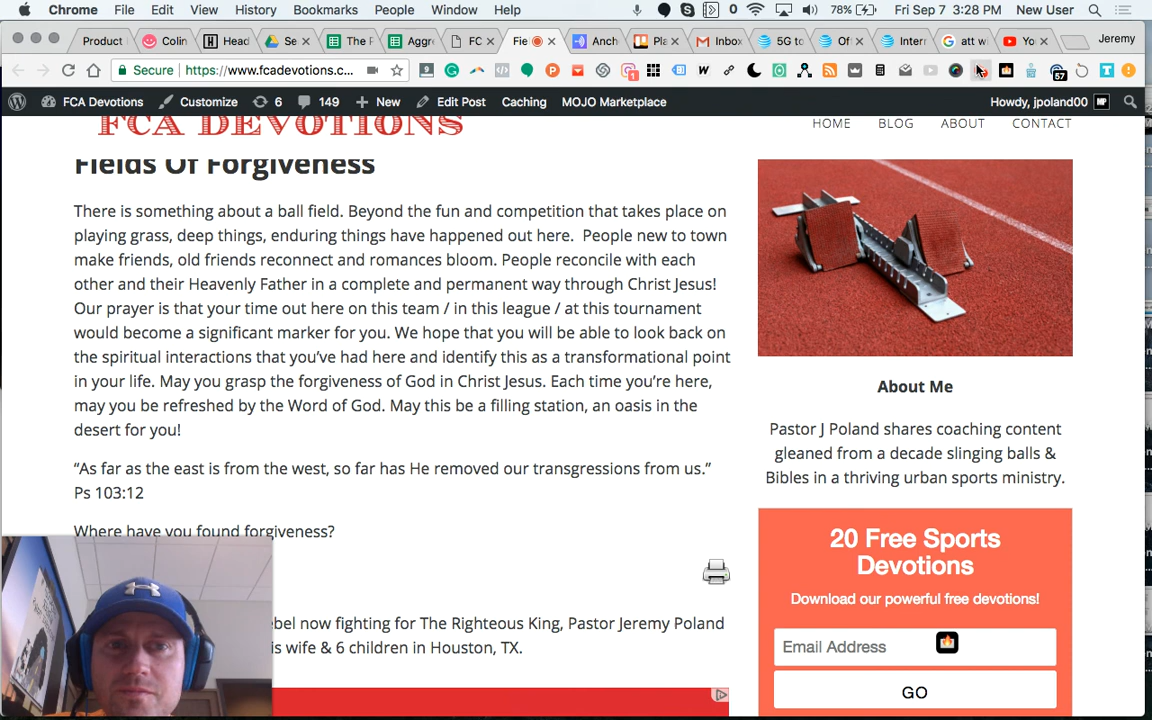 Chrome File Edit View History Bookmarks People Window Help 0 78% Fri Sep 7 3:28 PM New User
Product Colin Head Se The F Aggre FC Fie Anch Pla Inbo 5G to Of Interr att w Yo Jeremy
Secure https://www.fcadevotions.c... 9 W 1 57 T
FCA Devotions Customize 6 149 New Edit Post Caching MOJO Marketplace Howdy, jpoland00
FCA DEVOTIONS
HOME BLOG ABOUT CONTACT
Fields Of Forgiveness
There is something about a ball field. Beyond the fun and competition that takes place on
playing grass, deep things, enduring things have happened out here. People new to town
make friends, old friends reconnect and romances bloom. People reconcile with each
other and their Heavenly Father in a complete and permanent way through Christ Jesus!
Our prayer is that your time out here on this team / in this league / at this tournament
would become a significant marker for you. We hope that you will be able to look back on
the spiritual interactions that you've had here and identify this as a transformational point
in your life. May you grasp the forgiveness of God in Christ Jesus. Each time you're here,
may you be refreshed by the Word of God. May this be a filling station, an oasis in the
desert for you!
“As far as the east is from the west, so far has He removed our transgressions from us.”
Ps 103:12
Where have you found forgiveness?
ebel now fighting for The Righteous King, Pastor Jeremy Poland
is wife & 6 children in Houston, TX.
About Me
Pastor J Poland shares coaching content
gleaned from a decade slinging balls &
Bibles in a thriving urban sports ministry.
20 Free Sports
Devotions
Download our powerful free devotions!
Email Address
GO